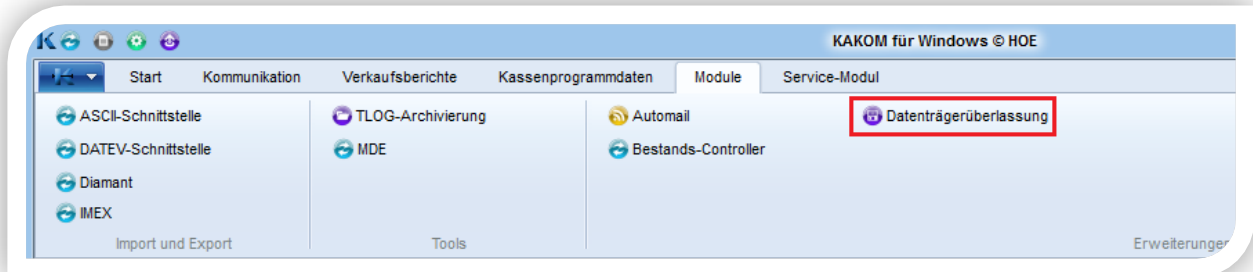 K KAKOM für Windows © HOE
Start Kommunikation Verkaufsberichte Kassenprogrammdaten Module Service-Modul
ASCII-Schnittstelle TLOG-Archivierung Automail Datenträgerüberlassung
DATEV-Schnittstelle MDE Bestands-Controller
Diamant
IMEX
Import und Export Tools Erweiterungen